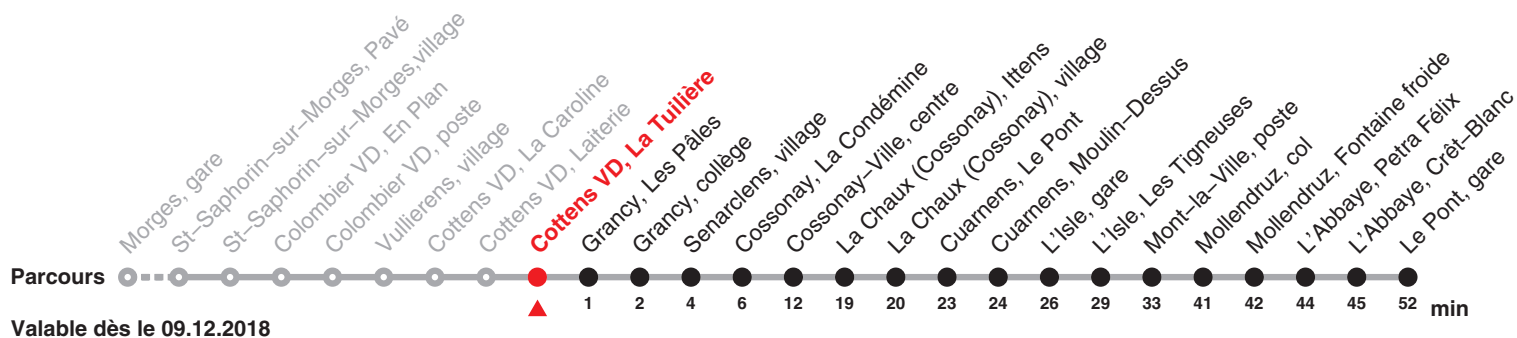 Morges, gare
St–Saphorin–sur–Morges, Pavé
St–Saphorin–sur–Morges,village
Colombier VD, En Plan
Colombier VD, poste
Vullierens, village
Cottens VD, La Caroline
Cottens VD, Laiterie
Cottens VD, La Tuilière
Grancy, Les Pâles
Grancy, collège
Senarclens, village
Cossonay, La Condémine
Cossonay–Ville, centre
La Chaux (Cossonay), Ittens
La Chaux (Cossonay), village
Cuarnens, Le Pont
Cuarnens, Moulin–Dessus
L'Isle, gare
L'Isle, Les Tigneuses
Mont–la–Ville, poste
Mollendruz, col
Mollendruz, Fontaine froide
L'Abbaye, Petra Félix
L'Abbaye, Crêt–Blanc
Le Pont, gare
Parcours
1 2 4 6 12 19 20 23 24 26 29 33 41 42 44 45 52 min
Valable dès le 09.12.2018